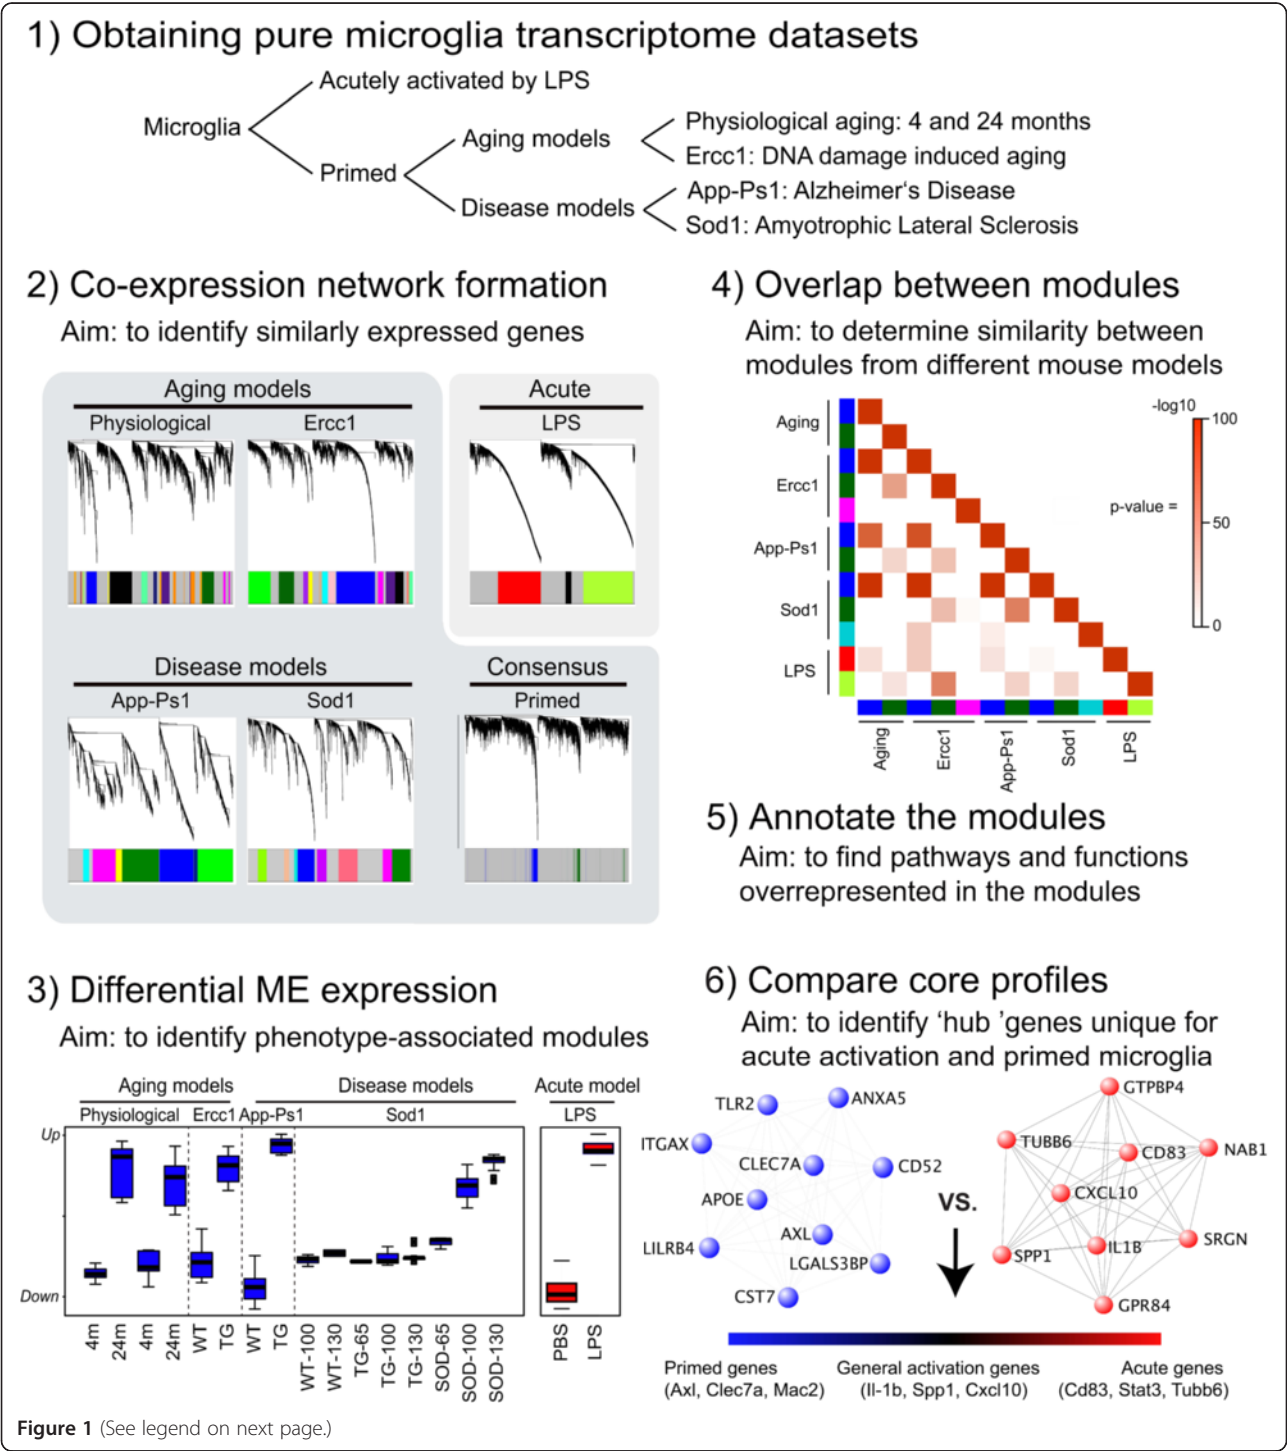 1) Obtaining pure microglia transcriptome datasets
Acutely activated by LPS
Microglia
Primed
Aging models
Disease models
Physiological aging: 4 and 24 months
Ercc1: DNA damage induced aging
App-Ps1: Alzheimer‘s Disease
Sod1: Amyotrophic Lateral Sclerosis
2) Co-expression network formation
Aim: to identify similarly expressed genes
Aging models
Physiological
Ercc1
Acute
LPS
Disease models
App-Ps1
Sod1
Consensus
Primed
3) Differential ME expression
Aim: to identify phenotype-associated modules
Aging models
Disease models
Acute model
Physiological
Ercc1
App-Ps1
Sod1
LPS
Up
Down
4m
24m
4m
24m
WT
TG
WT
TG
WT-100
WT-130
TG-65
TG-100
TG-130
SOD-65
SOD-100
SOD-130
PBS
LPS
4) Overlap between modules
Aim: to determine similarity between
modules from different mouse models
-log10
100
p-value =
50
0
Aging
Ercc1
App-Ps1
Sod1
LPS
Aging
Ercc1
App-Ps1
Sod1
LPS
5) Annotate the modules
Aim: to find pathways and functions
overrepresented in the modules
6) Compare core profiles
Aim: to identify ‘hub ’genes unique for
acute activation and primed microglia
TLR2
ANXA5
ITGAX
CLEC7A
CD52
APOE
AXL
LILRB4
LGALS3BP
CST7
VS.
GTPBP4
TUBB6
CD83
NAB1
CXCL10
SPP1
IL1B
SRGN
GPR84
Primed genes
(Axl, Clec7a, Mac2)
General activation genes
(Il-1b, Spp1, Cxcl10)
Acute genes
(Cd83, Stat3, Tubb6)
Figure 1 (See legend on next page.)